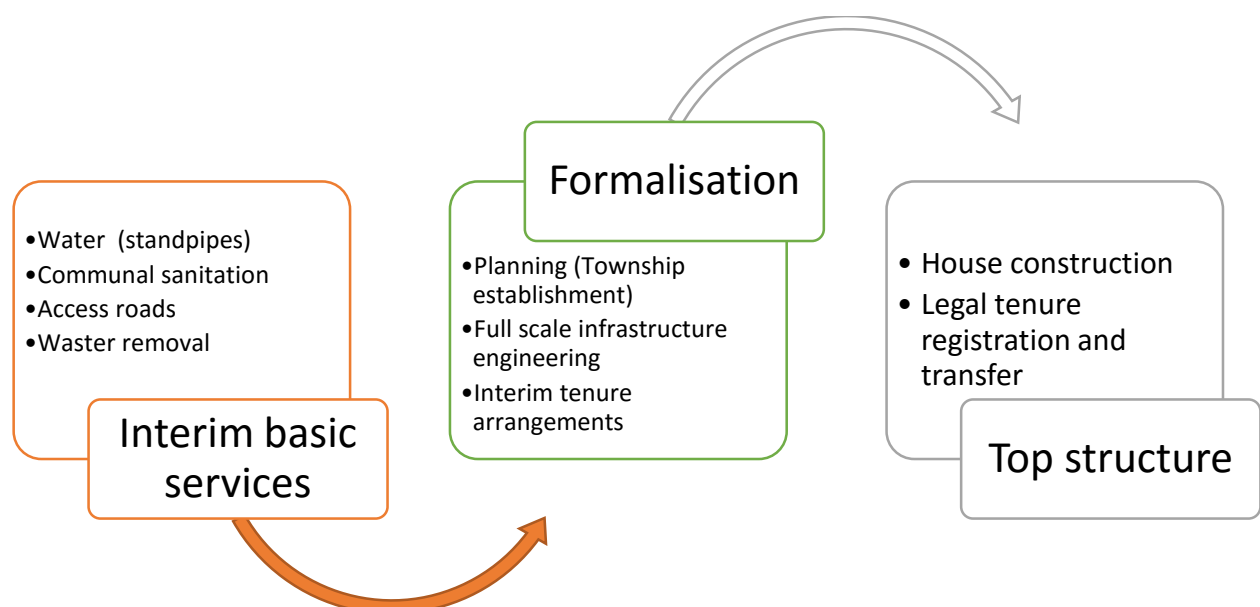 •Water (standpipes)
•Communal sanitation
•Access roads
•Waster removal
Interim basic
services
Formalisation
•Planning (Township
establishment)
•Full scale infrastructure
engineering
•Interim tenure
arrangements
• House construction
• Legal tenure
registration and
transfer
Top structure